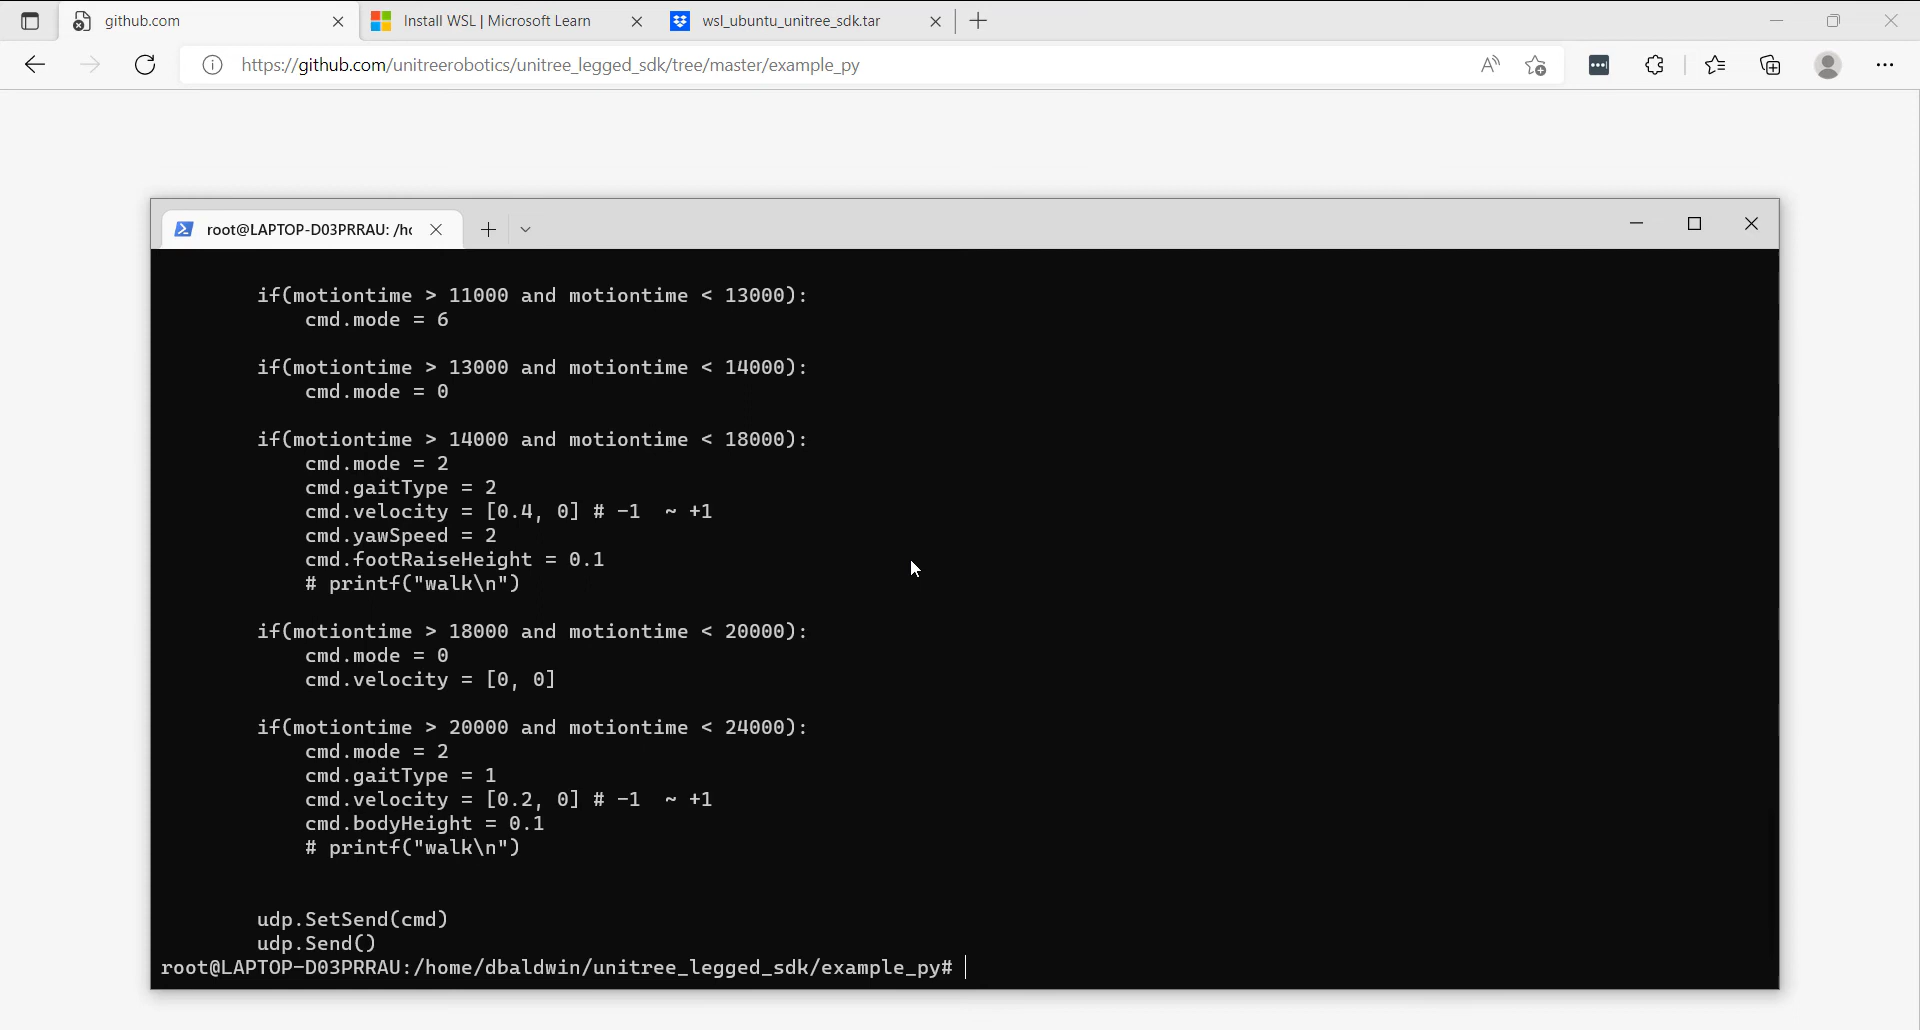 github.com
Install WSL | Microsoft Learn
wsl_ubuntu_unitree_sdk.tar
https://github.com/unitreerobotics/unitree_legged_sdk/tree/master/example_py
root@LAPTOP-D03PRRAU: /hc
if(motiontime > 11000 and motiontime < 13000):
cmd.mode = 6
if(motiontime > 13000 and motiontime < 14000):
cmd.mode = 0
if(motiontime > 14000 and motiontime < 18000):
cmd.mode = 2
cmd.gaitType = 2
cmd.velocity = [0.4, 0] # -1  ~ +1
cmd.yawSpeed = 2
cmd.footRaiseHeight = 0.1
# printf("walk\n")
if(motiontime > 18000 and motiontime < 20000):
cmd.mode = 0
cmd.velocity = [0, 0]
if(motiontime > 20000 and motiontime < 24000):
cmd.mode = 2
cmd.gaitType = 1
cmd.velocity = [0.2, 0] # -1  ~ +1
cmd.bodyHeight = 0.1
# printf("walk\n")
udp.SetSend(cmd)
udp.Send()
root@LAPTOP-D03PRRAU:/home/dbaldwin/unitree_legged_sdk/example_py#